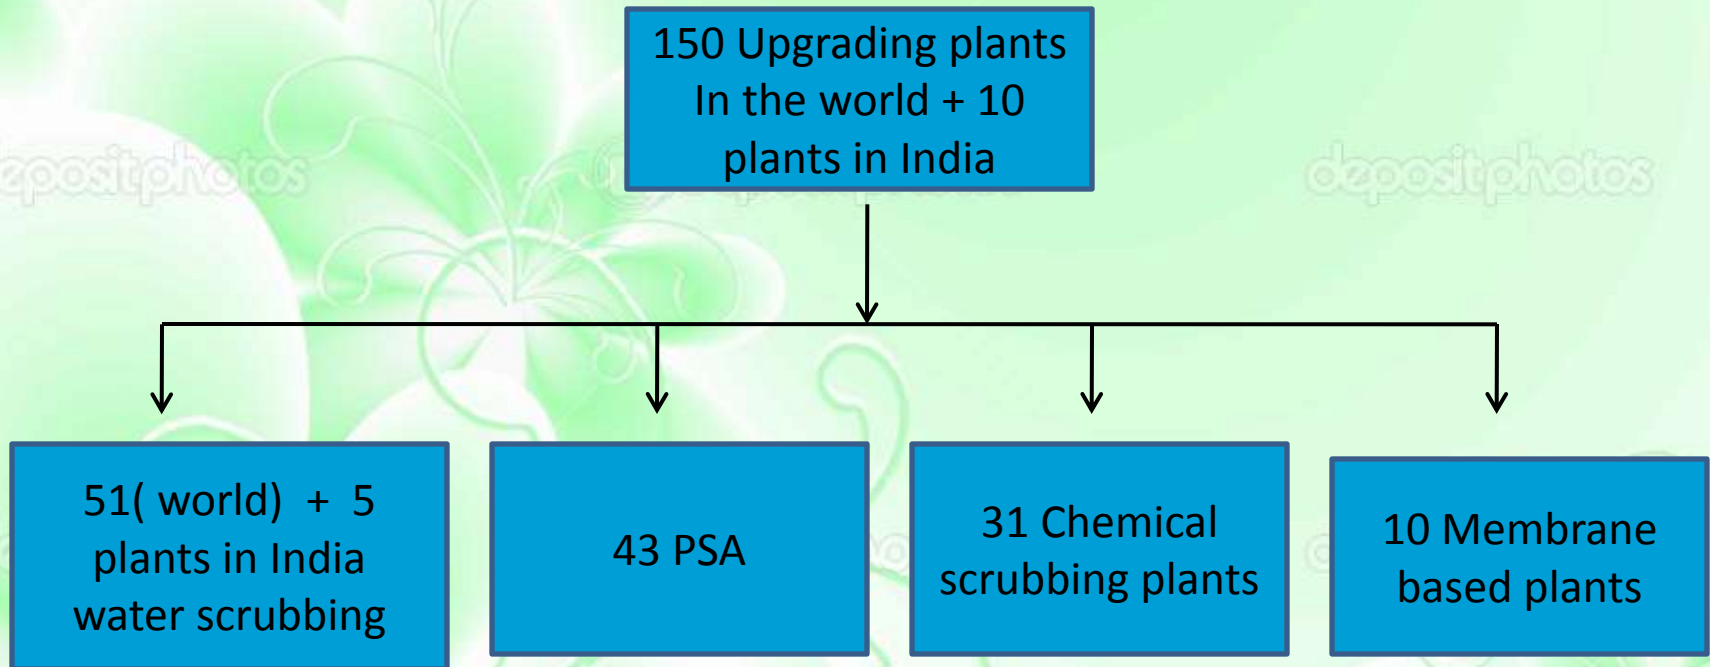 150 Upgrading plants
In the world + 10
plants in India
depositphotos
depositphotos
51( world) + 5
plants in India
water scrubbing
43 PSA
31 Chemical
scrubbing plants
10 Membrane
based plants